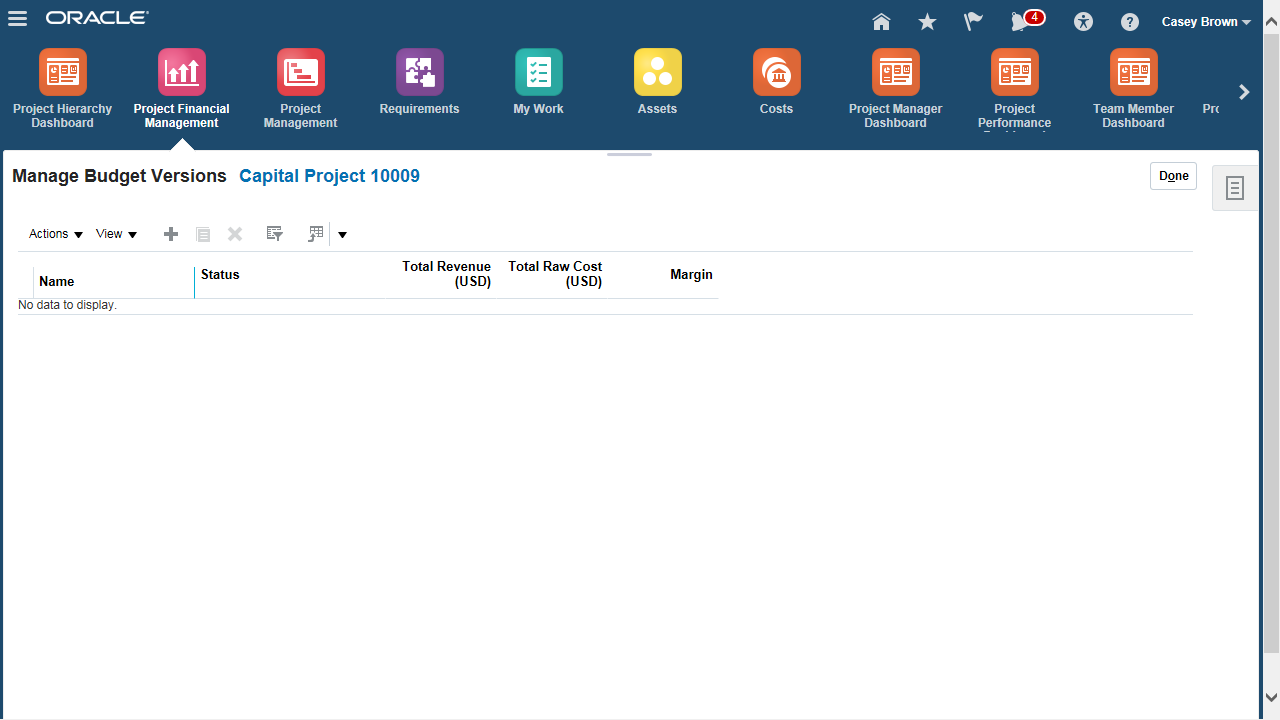 ORACLE
4
Casey Brown
Project Hierarchy
Dashboard
Project Financial
Management
Project
Management
Requirements
My Work
Assets
Costs
Project Manager
Dashboard
Project
Performance
Team Member
Dashboard
Manage Budget Versions Capital Project 10009
Done
Actions View
Name
Status
Total Revenue
(USD)
Total Raw Cost
(USD)
Margin
No data to display.